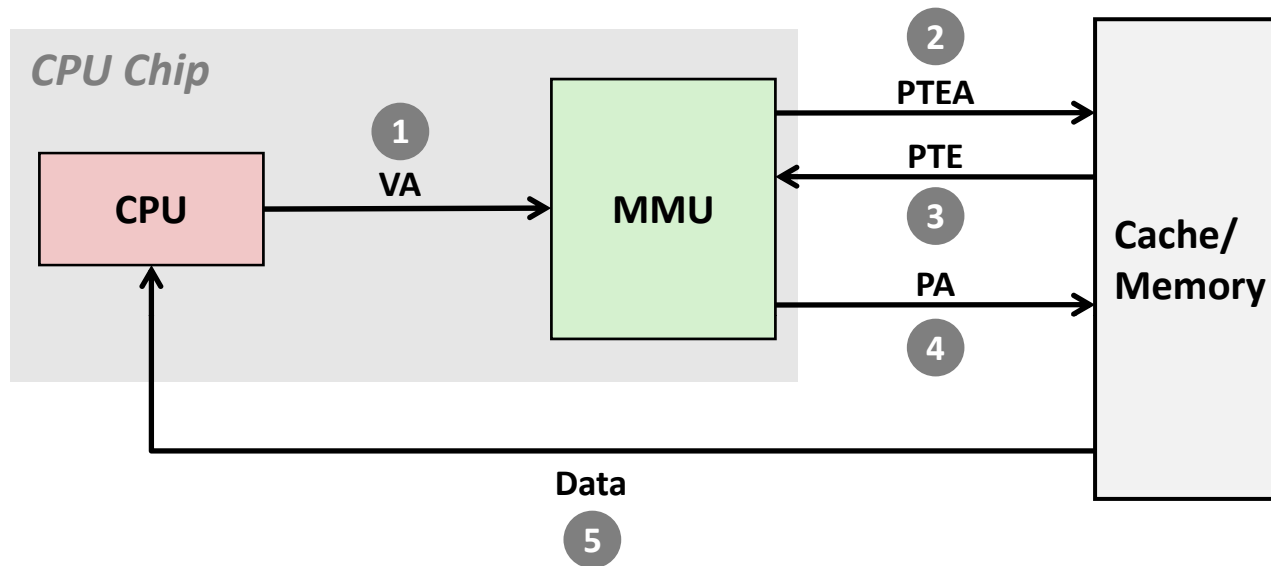 2
CPU Chip
PTEA
1
PTE
VA
CPU
MMU
3
Cache/
Memory
PA
4
Data
5